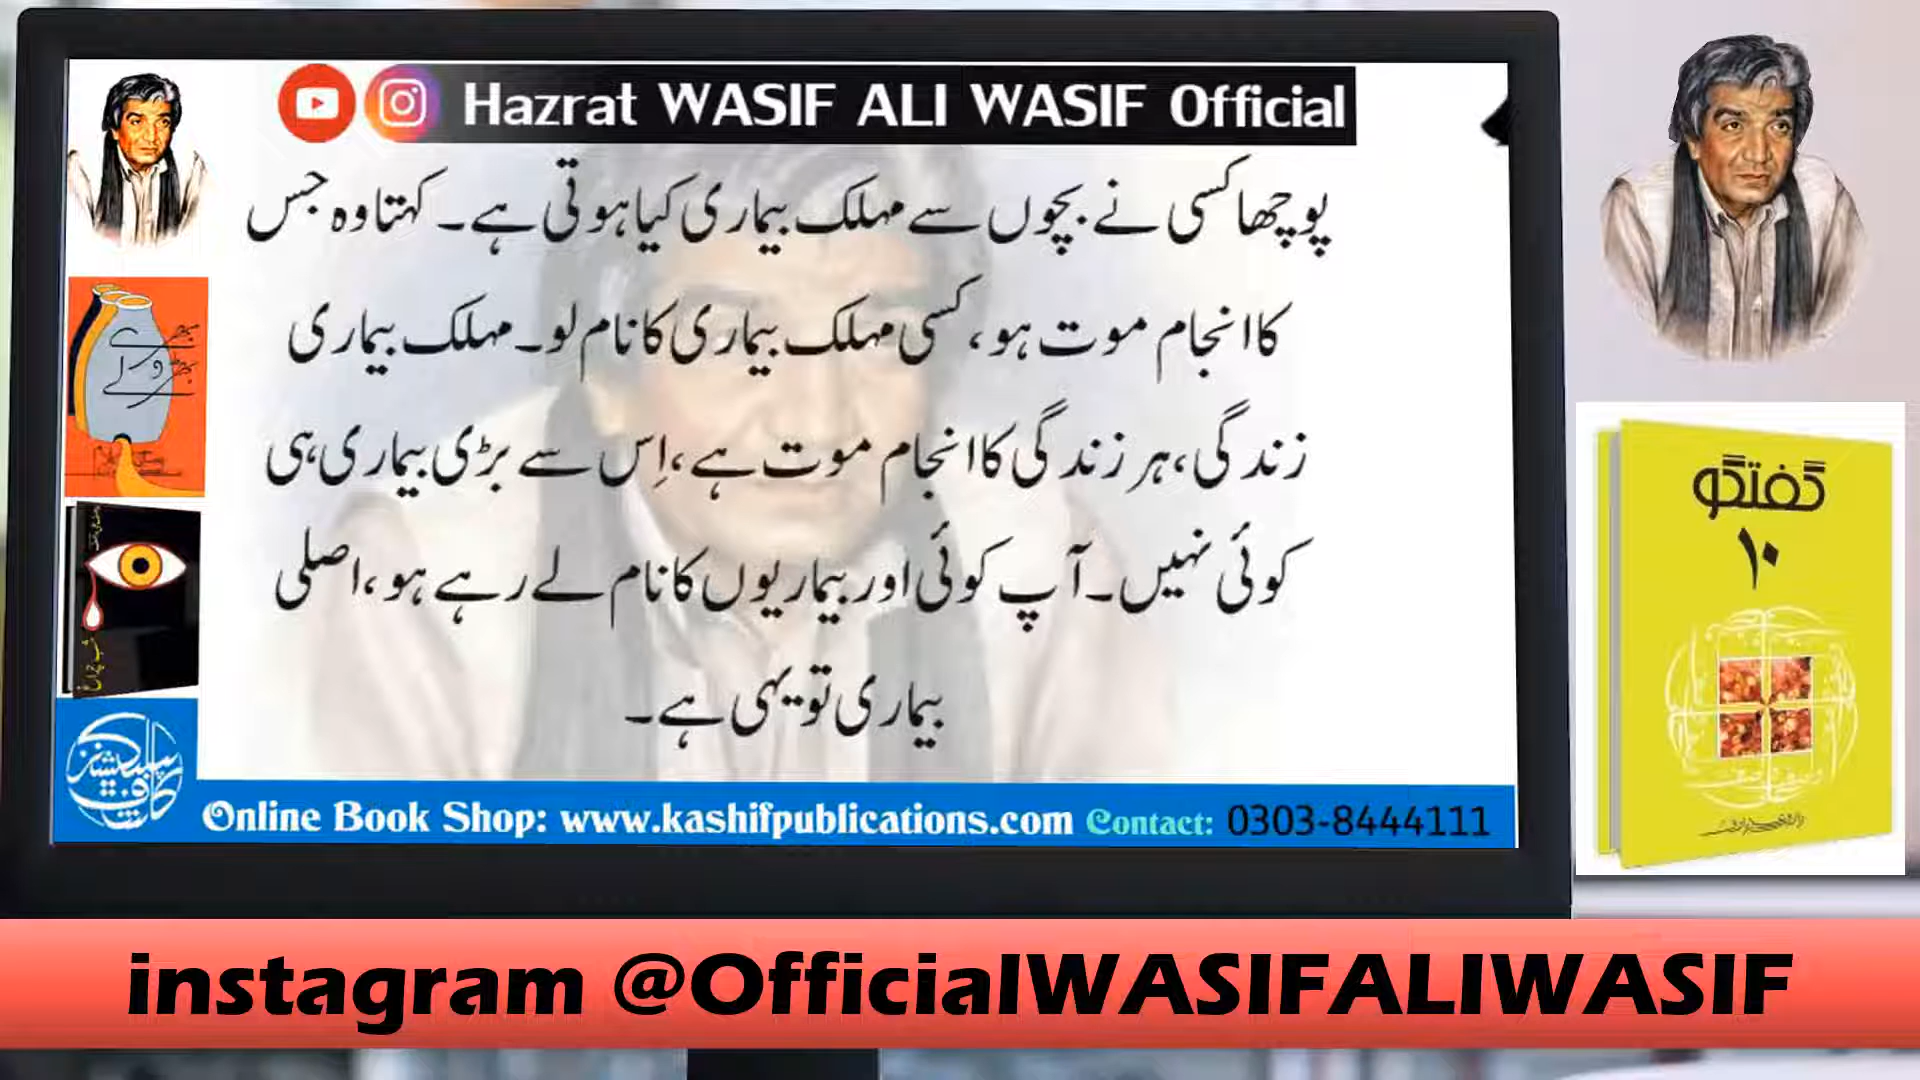 Hazrat WASIF ALI WASIF Official
پوچھا کسی نے بچوں سے مہلک بیماری کیا ہوتی ہے۔ کہتا وہ جس
کا انجام موت ہو، کسی مہلک بیماری کا نام لو۔ مہلک بیماری
زندگی، ہر زندگی کا انجام موت ہے، اِس سے بڑی بیماری ہی
کوئی نہیں۔ آپ کوئی اور بیماریوں کا نام لے رہے ہو، اصلی
بیماری تو یہی ہے۔
Online Book Shop: www.kashifpublications.com Contact: 0303-8444111
گفتگو
۱۰
instagram @OfficialWASIFALIWASIF